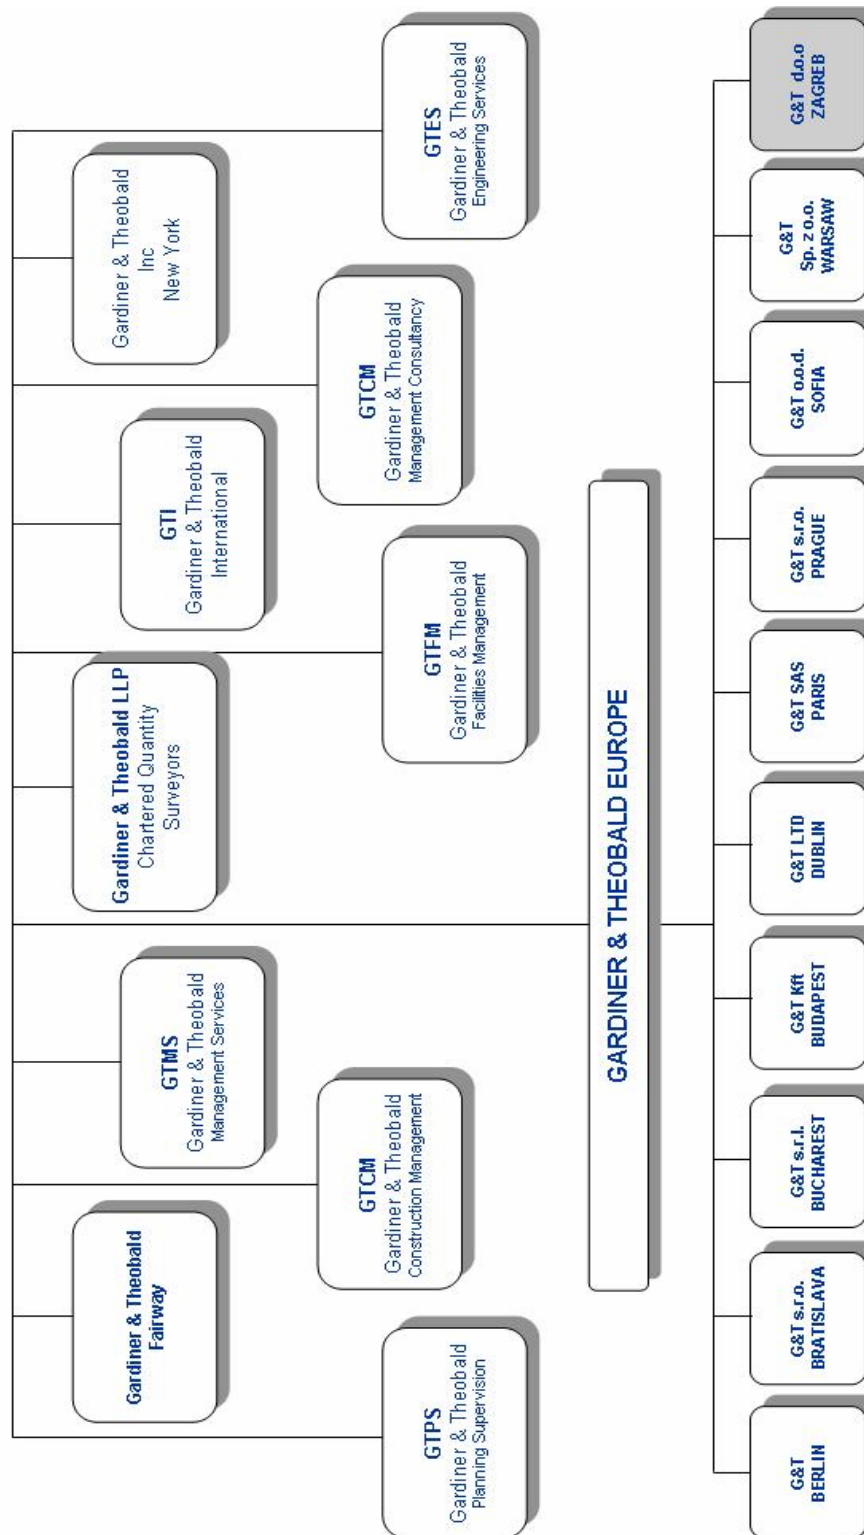 Gardiner & Theobald
Fairway
Gardiner & Theobald LLP
Chartered Quantity
Surveyors
Gardiner & Theobald
Inc
New York
GTMS
Gardiner & Theobald
Management Services
GTI
Gardiner & Theobald
International
GTCM
Gardiner & Theobald
Construction Management
GTCM
Gardiner & Theobald
Management Consultancy
GTPS
Gardiner & Theobald
Planning Supervision
GTFM
Gardiner & Theobald
Facilities Management
GTES
Gardiner & Theobald
Engineering Services
GARDINER & THEOBALD EUROPE
G&T
BERLIN
G&T s.r.o.
BRATISLAVA
G&T s.r.l.
BUCHAREST
G&T Kft
BUDAPEST
G&T LTD
DUBLIN
G&T SAS
PARIS
G&T s.r.o.
PRAGUE
G&T o.o.d.
SOFIA
G&T
Sp. z o.o.
WARSAW
G&T d.o.o
ZAGREB